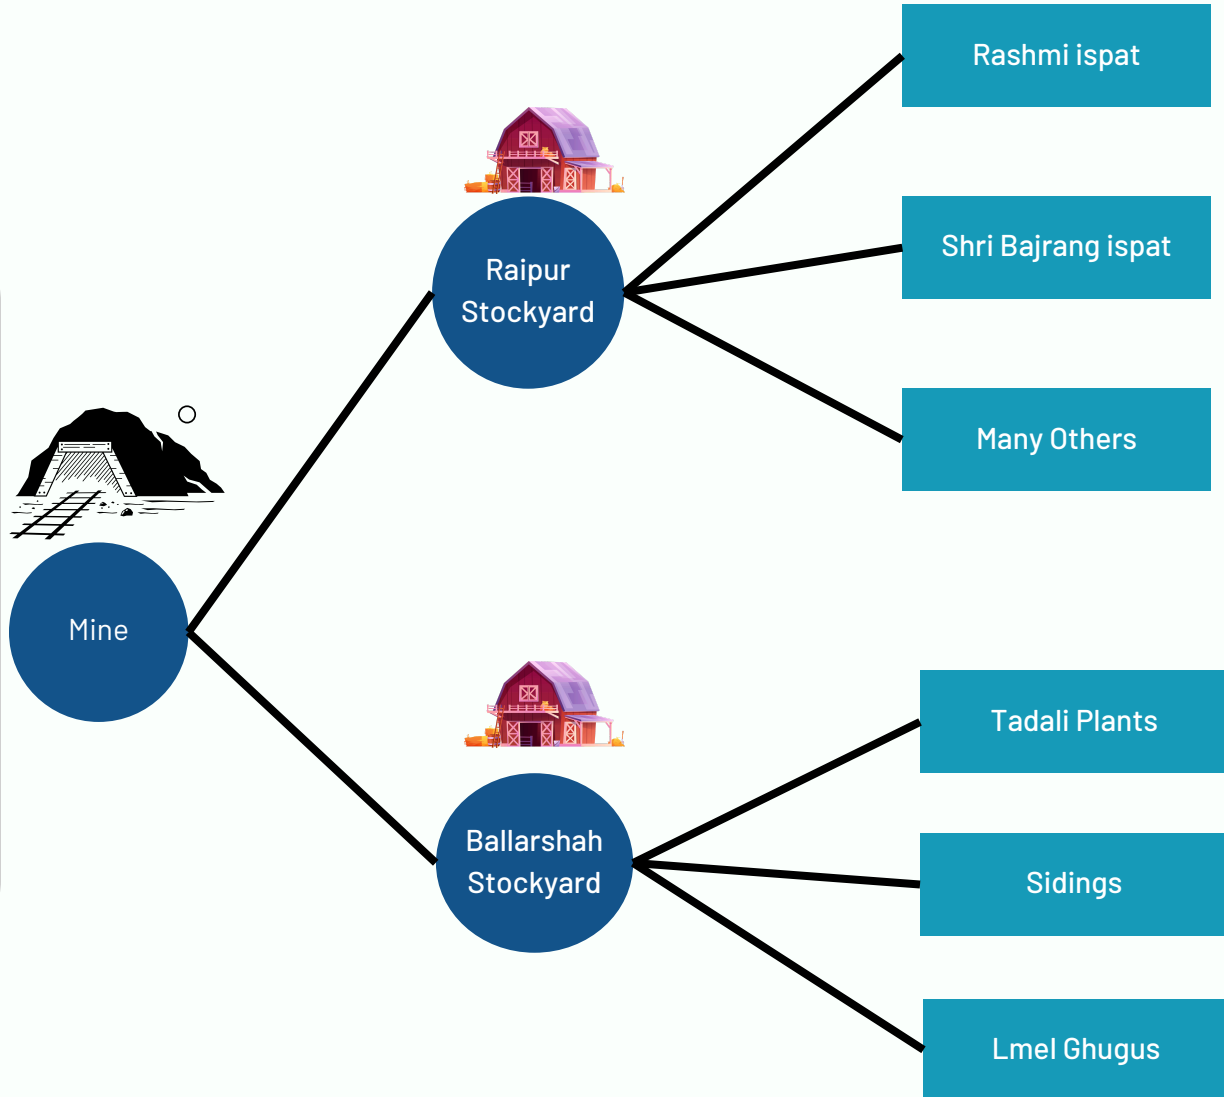 Rashmi ispat
Raipur
Stockyard
Shri Bajrang ispat
Many Others
Mine
Ballarshah
Stockyard
Tadali Plants
Sidings
Lmel Ghugus